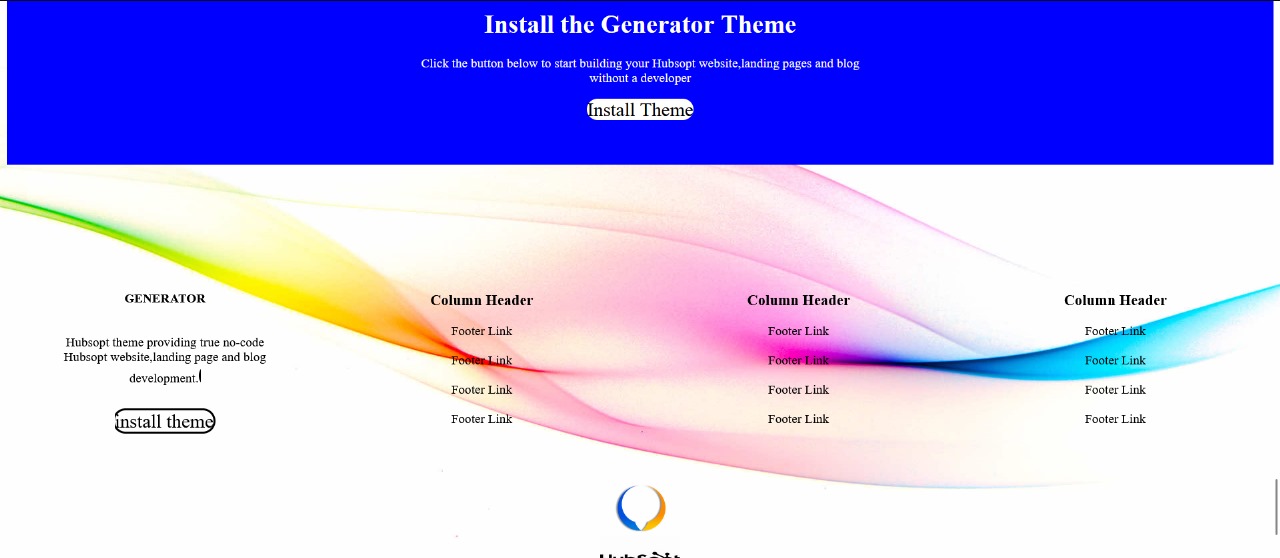 Install the Generator Theme
Click the button below to start building your Hubsopt website,landing pages and blog
without a developer
Install Theme
GENERATOR
Hubsopt theme providing true no-code
Hubsopt website,landing page and blog
development.
install theme
Column Header
Footer Link
Footer Link
Footer Link
Footer Link
Column Header
Footer Link
Footer Link
Footer Link
Footer Link
Column Header
Footer Link
Footer Link
Footer Link
Footer Link